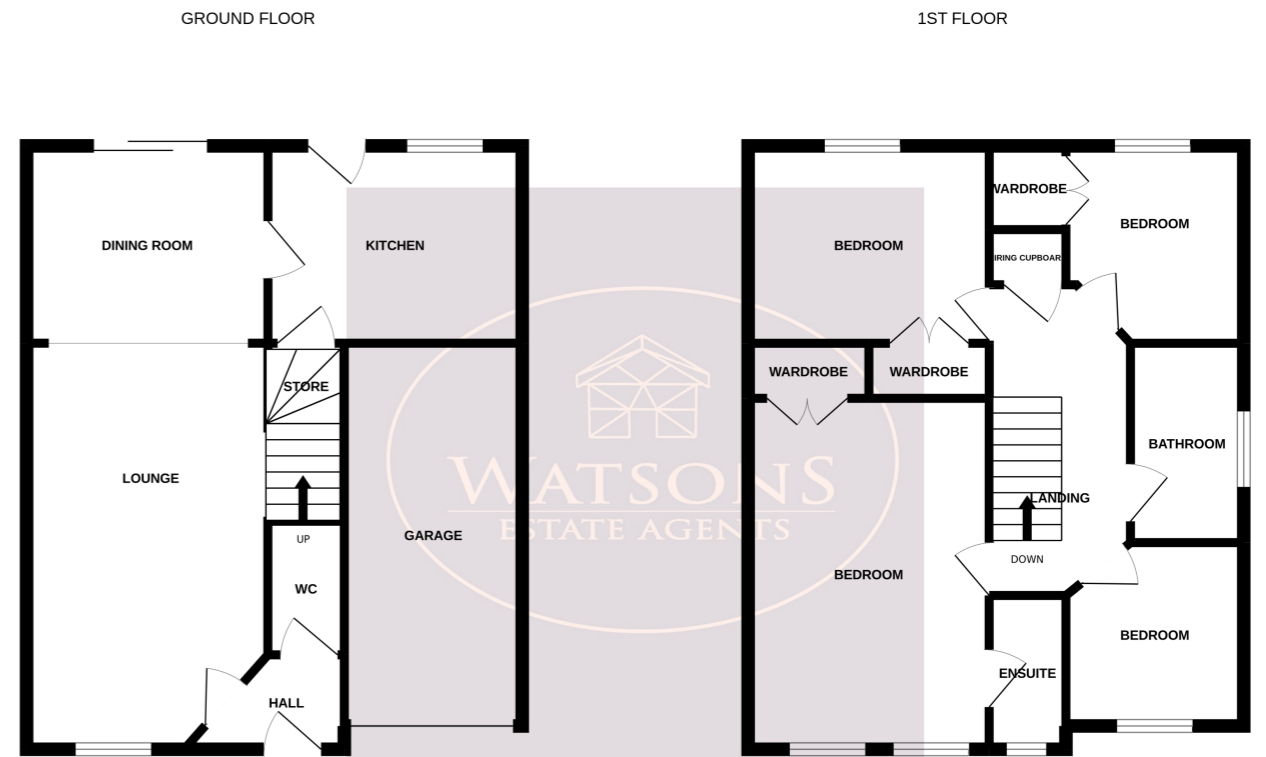 GROUND FLOOR
1ST FLOOR
DINING ROOM
KITCHEN
STORE
LOUNGE
GARAGE
UP
WC
HALL
WARDROBE
BEDROOM
BEDROOM
IRING CUPBOAR
WARDROBE
WARDROBE
BATHROOM
LANDING
DOWN
BEDROOM
BEDROOM
ENSUITE
WATSONS
ESTATE AGENTS